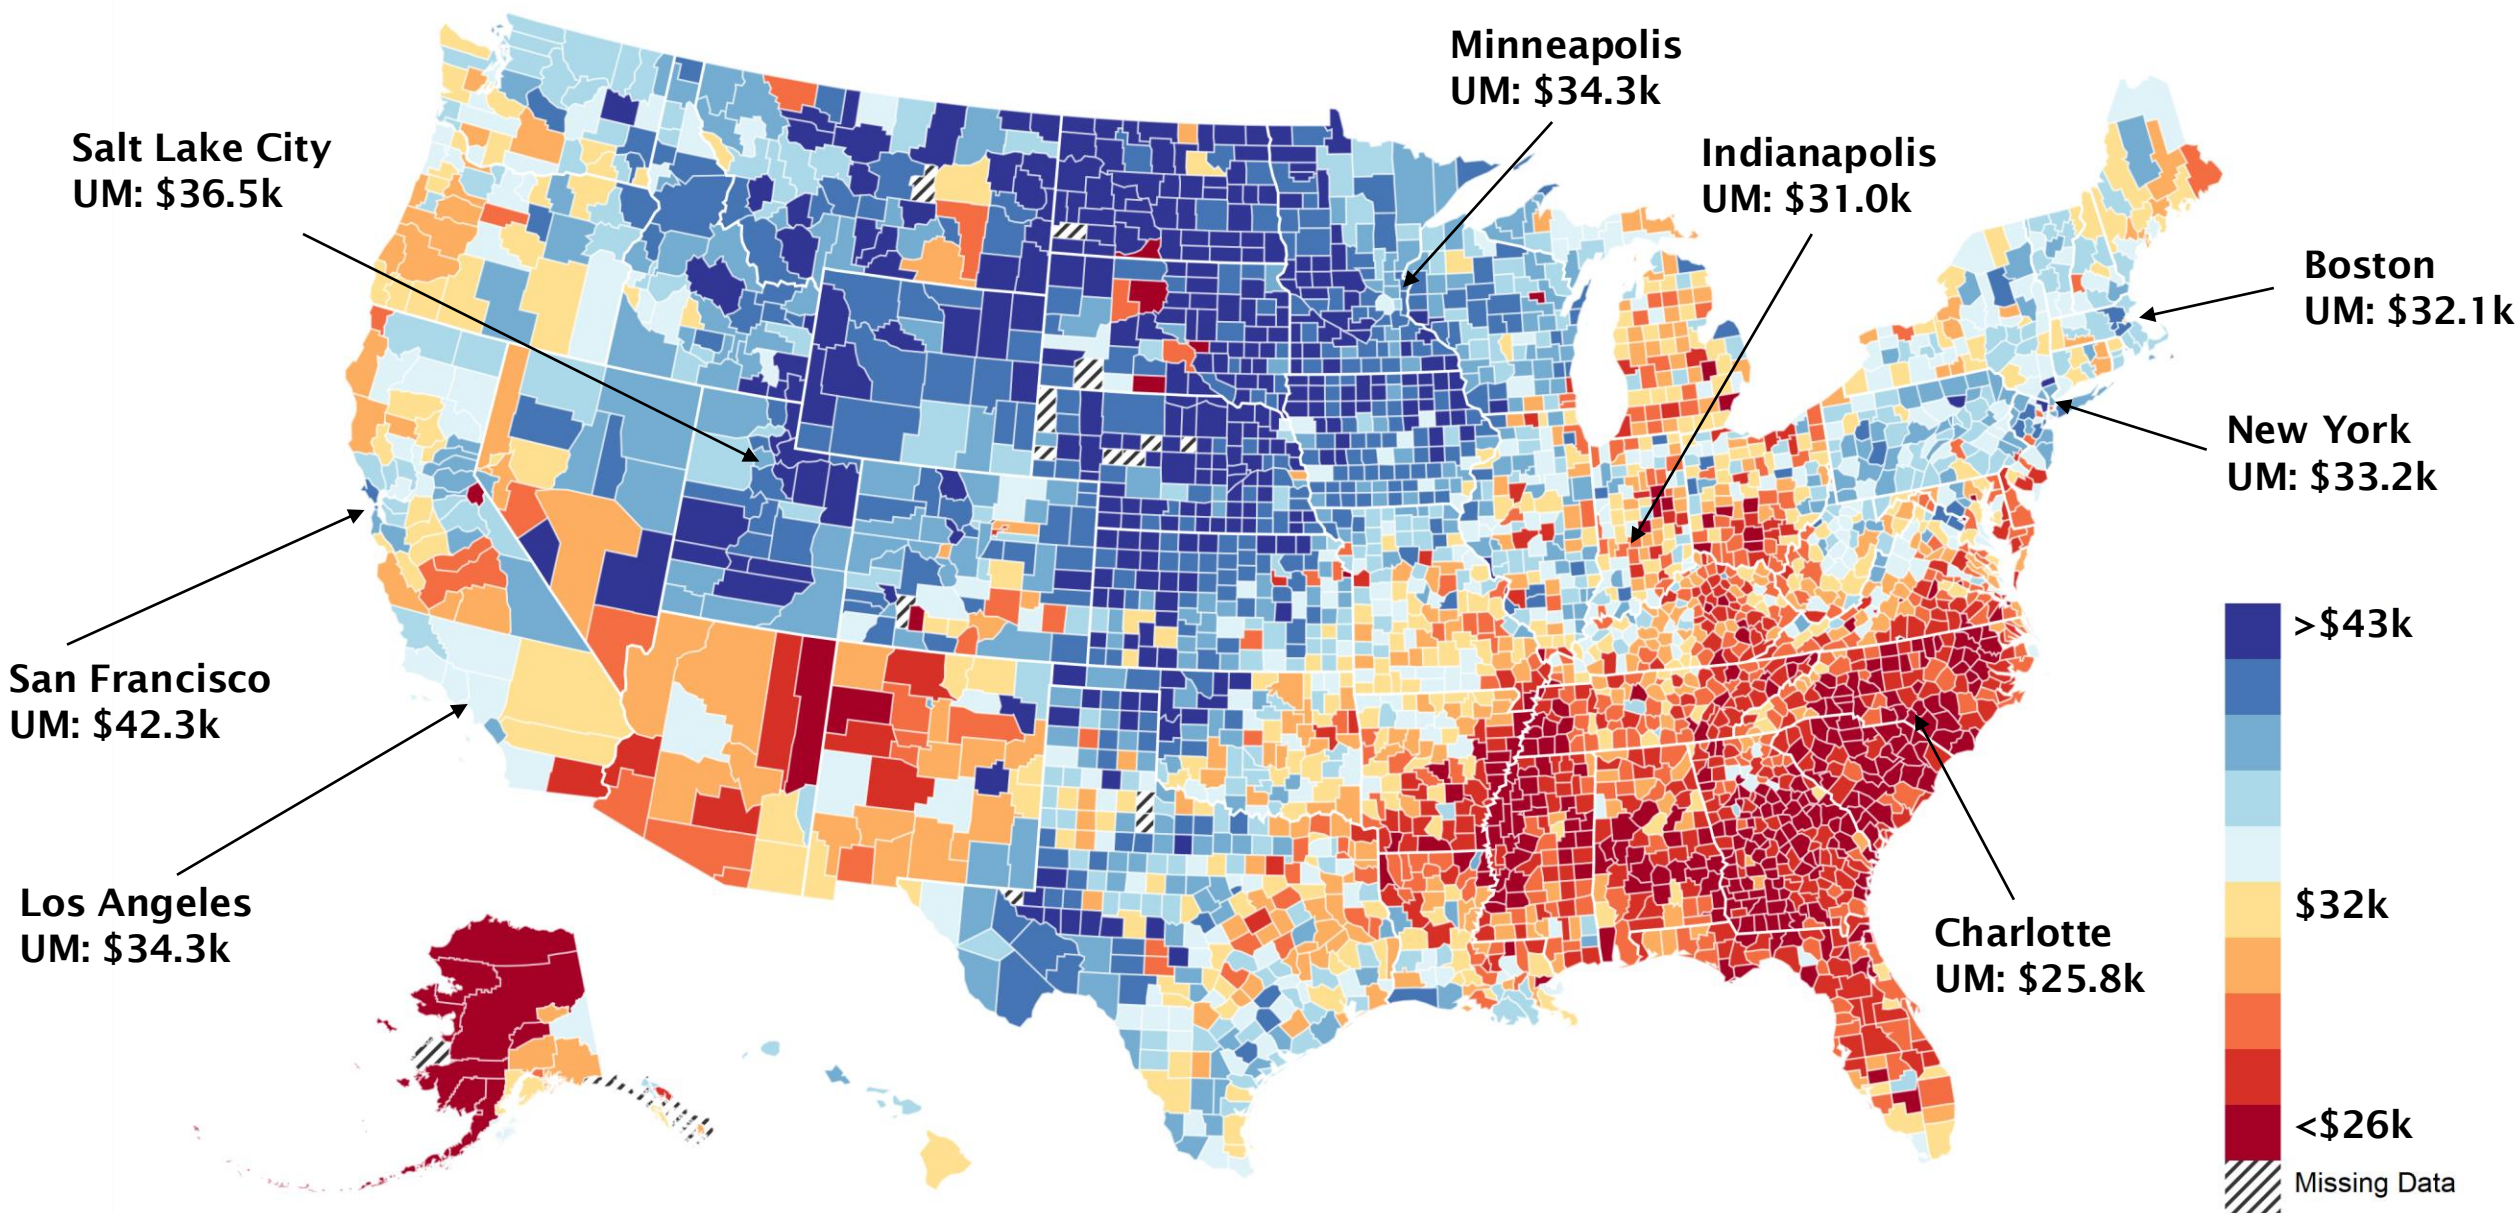 Minneapolis
UM: $34.3k
Salt Lake City
UM: $36.5k
Indianapolis
UM: $31.0k
Boston
UM: $32.1k
New York
UM: $33.2k
San Francisco
UM: $42.3k
Los Angeles
UM: $34.3k
Charlotte
UM: $25.8k
>$43k
$32k
<$26k
Missing Data